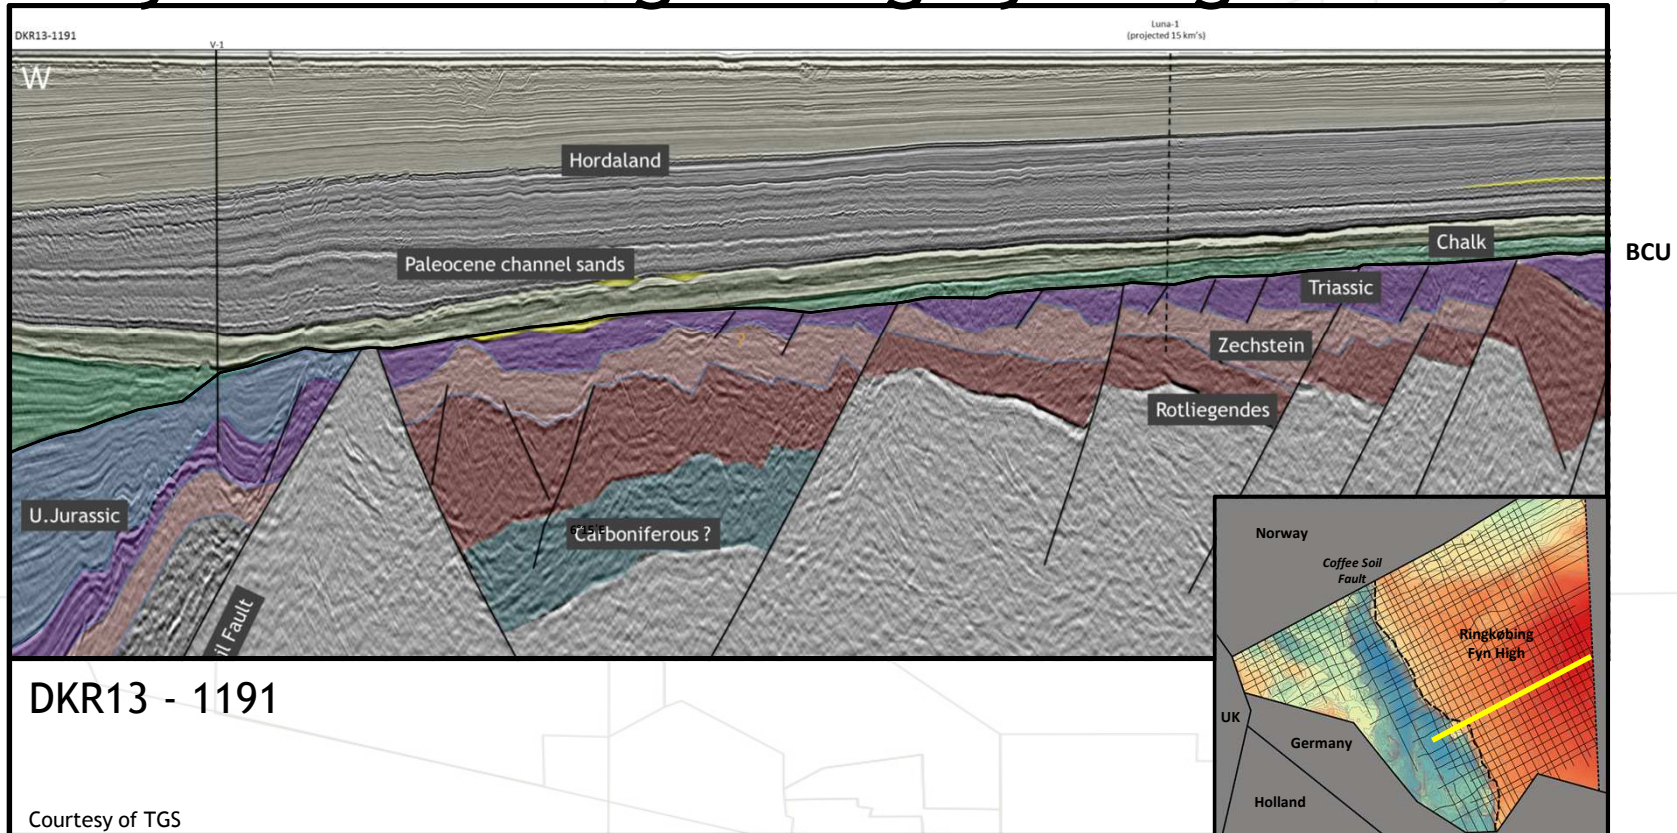 DKR13-1191
V-1
Luna-1
(projected 15 km's)
W
Hordaland
Paleocene channel sands
Chalk
BCU
Triassic
Zechstein
Rotliegendes
U.Jurassic
Carboniferous ?
il Fault
Norway
Coffee Soil
Fault
Ringkøbing
Fyn High
UK
Germany
Holland
DKR13 - 1191
Courtesy of TGS